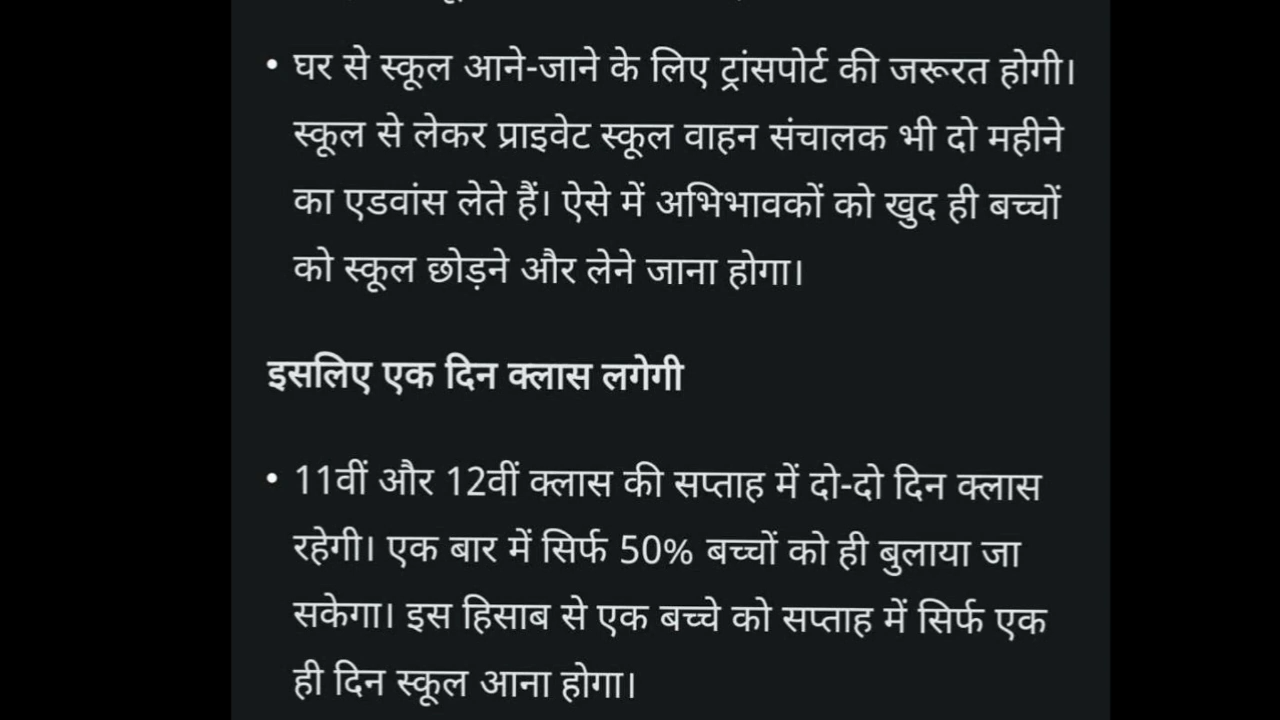 • घर से स्कूल आने-जाने के लिए ट्रांसपोर्ट की जरूरत होगी।
स्कूल से लेकर प्राइवेट स्कूल वाहन संचालक भी दो महीने
का एडवांस लेते हैं। ऐसे में अभिभावकों को खुद ही बच्चों
को स्कूल छोड़ने और लेने जाना होगा।
इसलिए एक दिन क्लास लगेगी
• 11वीं और 12वीं क्लास की सप्ताह में दो-दो दिन क्लास
रहेगी। एक बार में सिर्फ 50% बच्चों को ही बुलाया जा
सकेगा। इस हिसाब से एक बच्चे को सप्ताह में सिर्फ एक
ही दिन स्कूल आना होगा।